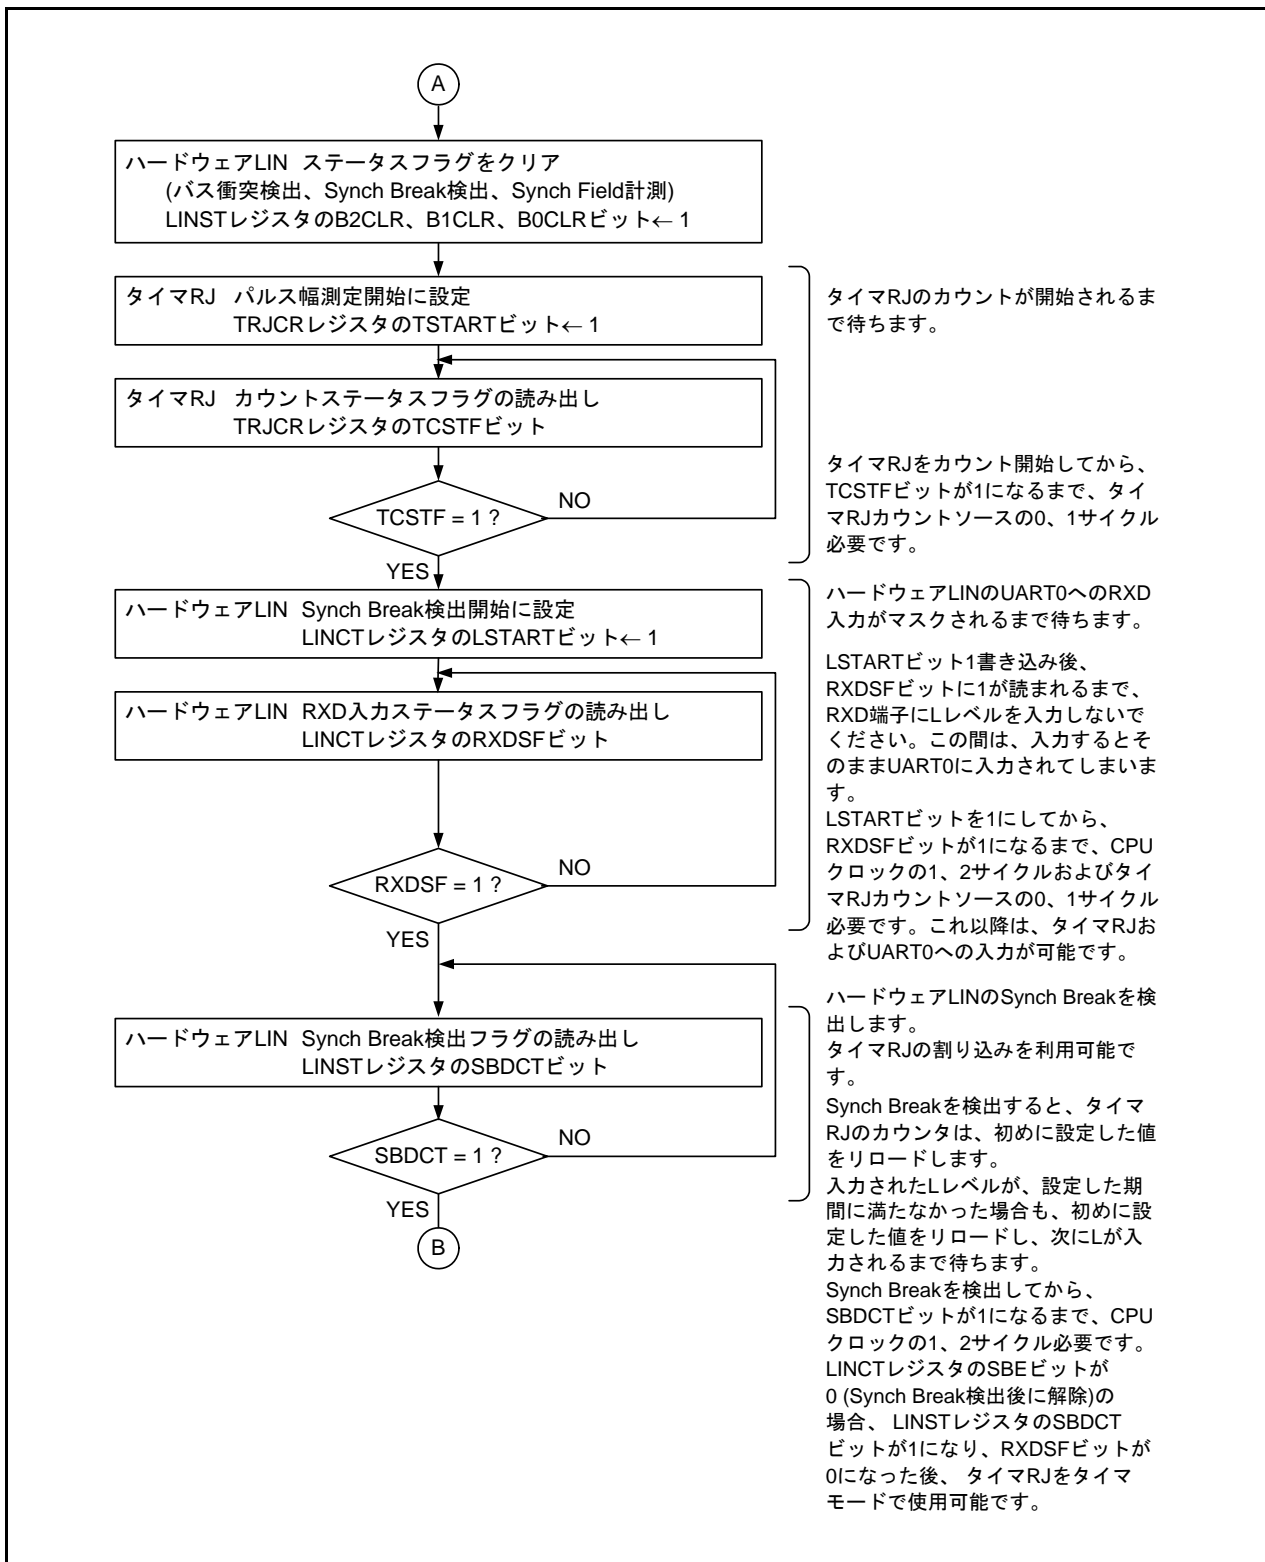 A
ハードウェアLIN ステータスフラグをクリア
(バス衝突検出、Synch Break検出、Synch Field計測)
LINSTレジスタのB2CLR、B1CLR、B0CLRビット← 1
タイマRJ パルス幅測定開始に設定
TRJCRレジスタのTSTARTビット← 1
タイマRJのカウントが開始されるま
で待ちます。
タイマRJ カウントステータスフラグの読み出し
TRJCRレジスタのTCSTFビット
TCSTF = 1 ?
NO
YES
タイマRJをカウント開始してから、
TCSTFビットが1になるまで、タイ
マRJカウントソースの0、1サイクル
必要です。
ハードウェアLIN Synch Break検出開始に設定
LINCTレジスタのLSTARTビット← 1
ハードウェアLIN RXD入力ステータスフラグの読み出し
LINCTレジスタのRXDSFビット
RXDSF = 1 ?
NO
YES
ハードウェアLINのUART0へのRXD
入力がマスクされるまで待ちます。
LSTARTビット1書き込み後、
RXDSFビットに1が読まれるまで、
RXD端子にLレベルを入力しないで
ください。この間は、入力するとそ
のままUART0に入力されてしまいま
す。
LSTARTビットを1にしてから、
RXDSFビットが1になるまで、CPU
クロックの1、2サイクルおよびタイ
マRJカウントソースの0、1サイクル
必要です。これ以降は、タイマRJお
よびUART0への入力が可能です。
ハードウェアLIN Synch Break検出フラグの読み出し
LINSTレジスタのSBDCTビット
SBDCT = 1 ?
NO
YES
B
ハードウェアLINのSynch Breakを検
出します。
タイマRJの割り込みを利用可能で
す。
Synch Breakを検出すると、タイマ
RJのカウンタは、初めに設定した値
をリロードします。
入力されたLレベルが、設定した期
間に満たなかった場合も、初めに設
定した値をリロードし、次にLが入
力されるまで待ちます。
Synch Breakを検出してから、
SBDCTビットが1になるまで、CPU
クロックの1、2サイクル必要です。
LINCTレジスタのSBEビットが
0 (Synch Break検出後に解除)の
場合、 LINSTレジスタのSBDCT
ビットが1になり、RXDSFビットが
0になった後、 タイマRJをタイマ
モードで使用可能です。